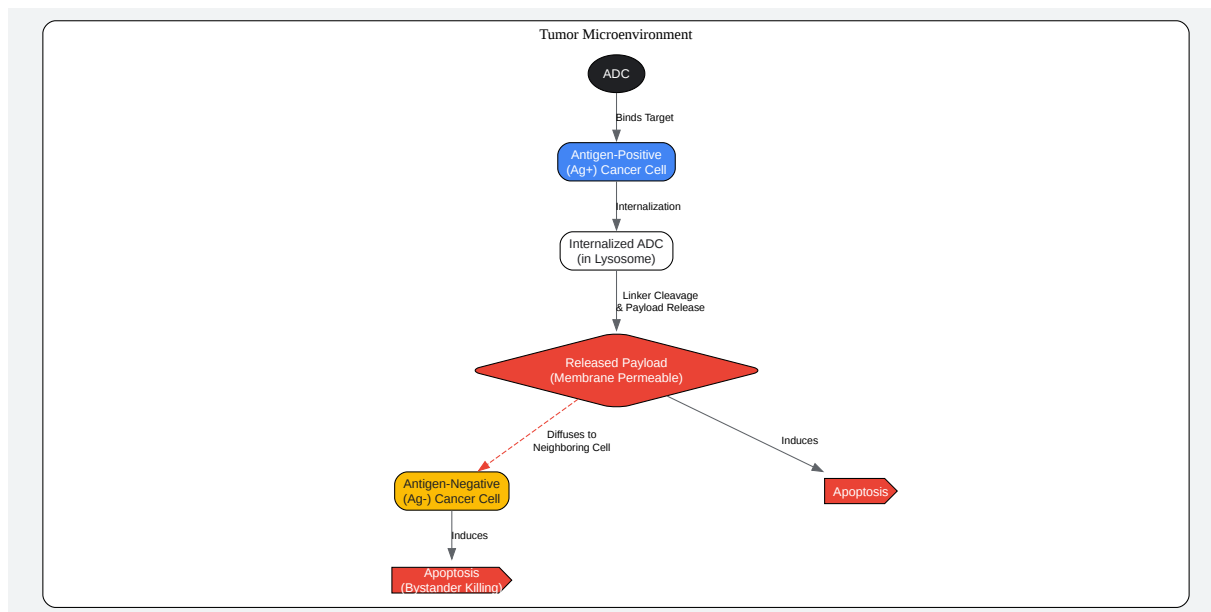 Tumor Microenvironment
ADC
Binds Target
Antigen-Positive
(Ag+) Cancer Cell
Internalization
Internalized ADC
(in Lysosome)
Linker Cleavage
& Payload Release
Released Payload
(Membrane Permeable)
Diffuses to
Neighboring Cell
Induces
Antigen-Negative
(Ag-) Cancer Cell
Apoptosis
Induces
Apoptosis
(Bystander Killing)